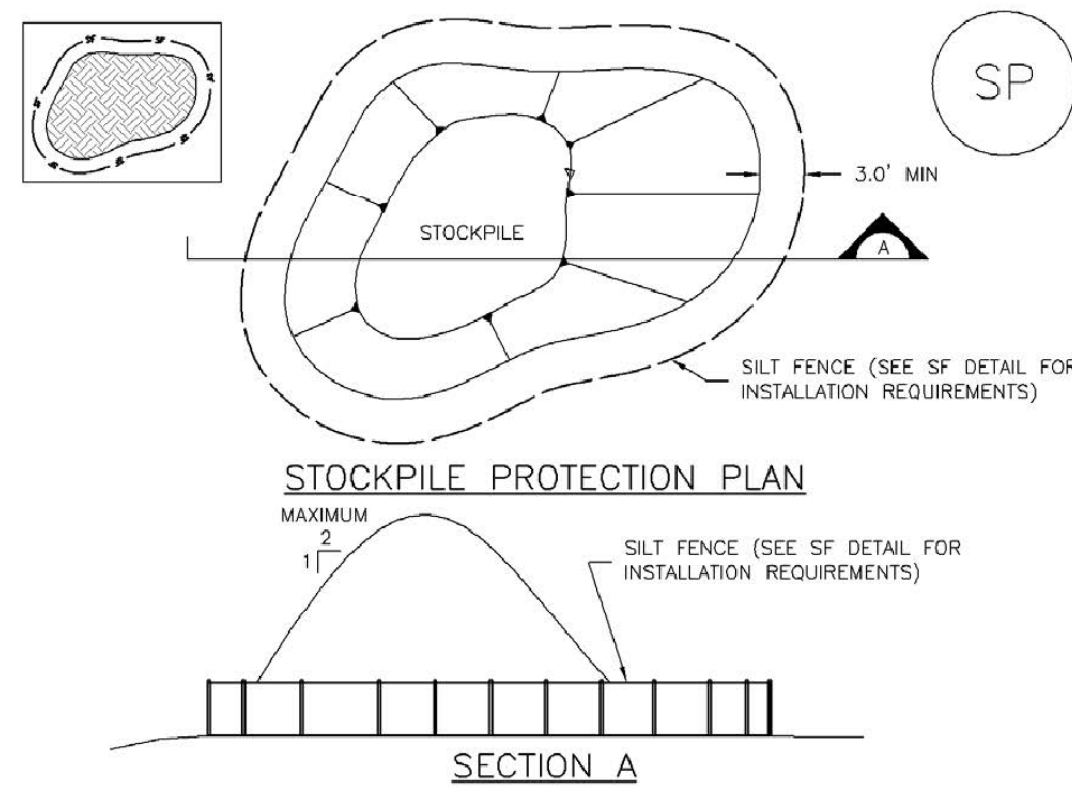 SP
3.0' MIN
STOCKPILE
A
SILT FENCE (SEE SF DETAIL FOR
INSTALLATION REQUIREMENTS)
STOCKPILE PROTECTION PLAN
MAXIMUM
2
1
SILT FENCE (SEE SF DETAIL FOR
INSTALLATION REQUIREMENTS)
SECTION A